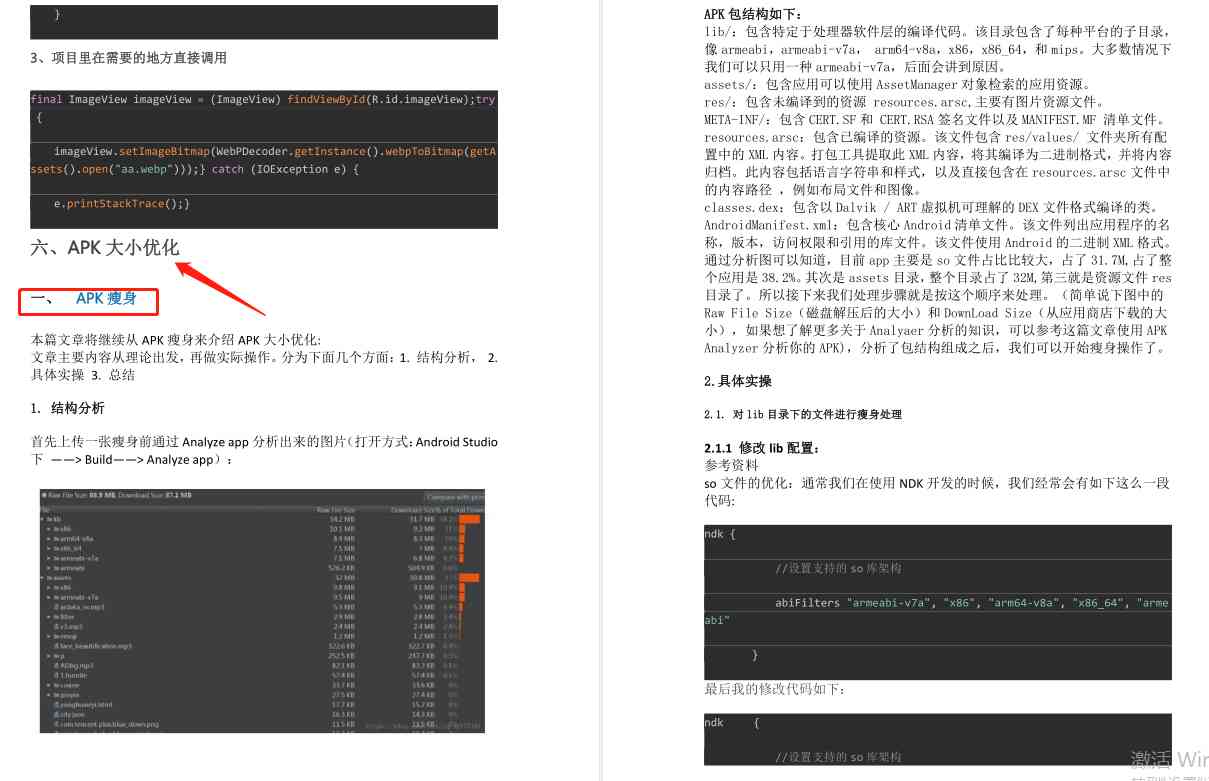 }
3、项目里在需要的地方直接调用
final ImageView imageView = (ImageView) findViewById(R.id.imageView);try
{
imageView.setImageBitmap(WebPDecoder.getInstance().webpToBitmap(getA
ssets().open("aa.webp")));} catch (IOException e) {
e.printStackTrace();}
六、APK 大小优化
一、 APK 瘦身
本篇文章将继续从 APK 瘦身来介绍 APK 大小优化:
文章主要内容从理论出发，再做实际操作。分为下面几个方面：1. 结构分析， 2.
具体实操 3. 总结
1. 结构分析
首先上传一张瘦身前通过 Analyze app 分析出来的图片（打开方式：Android Studio
下 ——> Build——> Analyze app）：
Raw File Size: 88.9 MB, Download Size: 87.1 MB
Compare with prev
File Raw File Size Download Size % of Total Down
lib 34.2 MB 31.7 MB
x86 10.1 MB 9.2 MB
arm64-v8a 8.9 MB 8.3 MB
x86_64 7.5 MB 7 MB
armeabi-v7a 7.1 MB 6.8 MB
armeabi 526.2 KB 504.9 KB
assets 32 MB 30.8 MB
x86 9.8 MB 9.1 MB
armeabi-v7a 9.5 MB 9 MB
5.3 MB 5.3 MB
filter 2.9 MB 2.8 MB
v3.mp3 2.4 MB 2.4 MB
emoji 1.2 MB 1.2 MB
face_beautification.mp3 322.6 KB 322.7 KB
p 252.5 KB 247.7 KB
82.1 KB
1.bundle 57.4 KB 57.4 KB
33.7 KB 33.6 KB
27.5 KB 27.4 KB
17.7 KB 15.2 KB
city.json 16.3 KB 14.3 KB
com.tencent.plus.blue_down.png 11.5 KB 11.5 KB
APK 包结构如下：
lib/：包含特定于处理器软件层的编译代码。该目录包含了每种平台的子目录，
像 armeabi，armeabi-v7a， arm64-v8a，x86，x86_64，和 mips。大多数情况下
我们可以只用一种 armeabi-v7a，后面会讲到原因。
assets/：包含应用可以使用 AssetManager 对象检索的应用资源。
res/：包含未编译到的资源 resources.arsc,主要有图片资源文件。
META-INF/：包含 CERT.SF 和 CERT.RSA 签名文件以及 MANIFEST.MF 清单文件。
resources.arsc：包含已编译的资源。该文件包含 res/values/ 文件夹所有配
置中的 XML 内容。打包工具提取此 XML 内容，将其编译为二进制格式，并将内容
归档。此内容包括语言字符串和样式，以及直接包含在 resources.arsc 文件中
的内容路径 ，例如布局文件和图像。
classes.dex：包含以 Dalvik / ART 虚拟机可理解的 DEX 文件格式编译的类。
AndroidManifest.xml：包含核心 Android 清单文件。该文件列出应用程序的名
称，版本，访问权限和引用的库文件。该文件使用 Android 的二进制 XML 格式。
通过分析图可以知道，目前 app 主要是 so 文件占比比较大，占了 31.7M,占了整
个应用是 38.2%。其次是 assets 目录，整个目录占了 32M,第三就是资源文件 res
目录了。所以接下来我们处理步骤就是按这个顺序来处理。（简单说下图中的
Raw File Size（磁盘解压后的大小）和 DownLoad Size（从应用商店下载的大
小），如果想了解更多关于 Analyaer 分析的知识，可以参考这篇文章使用 APK
Analyzer 分析你的 APK)，分析了包结构组成之后，我们可以开始瘦身操作了。
2.具体实操
2.1. 对 lib 目录下的文件进行瘦身处理
2.1.1 修改 lib 配置：
参考资料
so 文件的优化：通常我们在使用 NDK 开发的时候，我们经常会有如下这么一段
代码:
ndk {
//设置支持的 so 库架构
abiFilters "armeabi-v7a", "x86", "arm64-v8a", "x86_64", "arme
abi"
}
最后我的修改代码如下：
ndk {
//设置支持的 so 库架构
激活 Wir